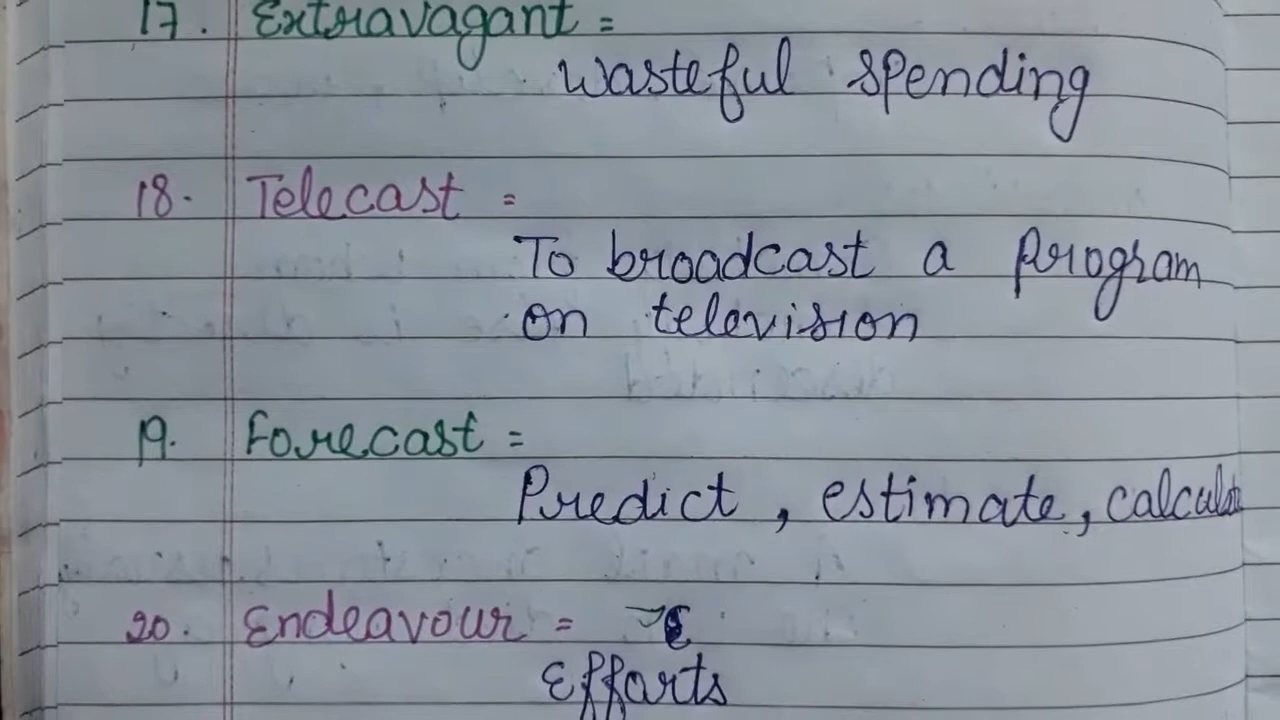 17. Extravagant =
wasteful spending
18. Telecast =
To broadcast a Program
on television
19. Forecast =
Predict, estimate,
20. Endeavour =
Efforts